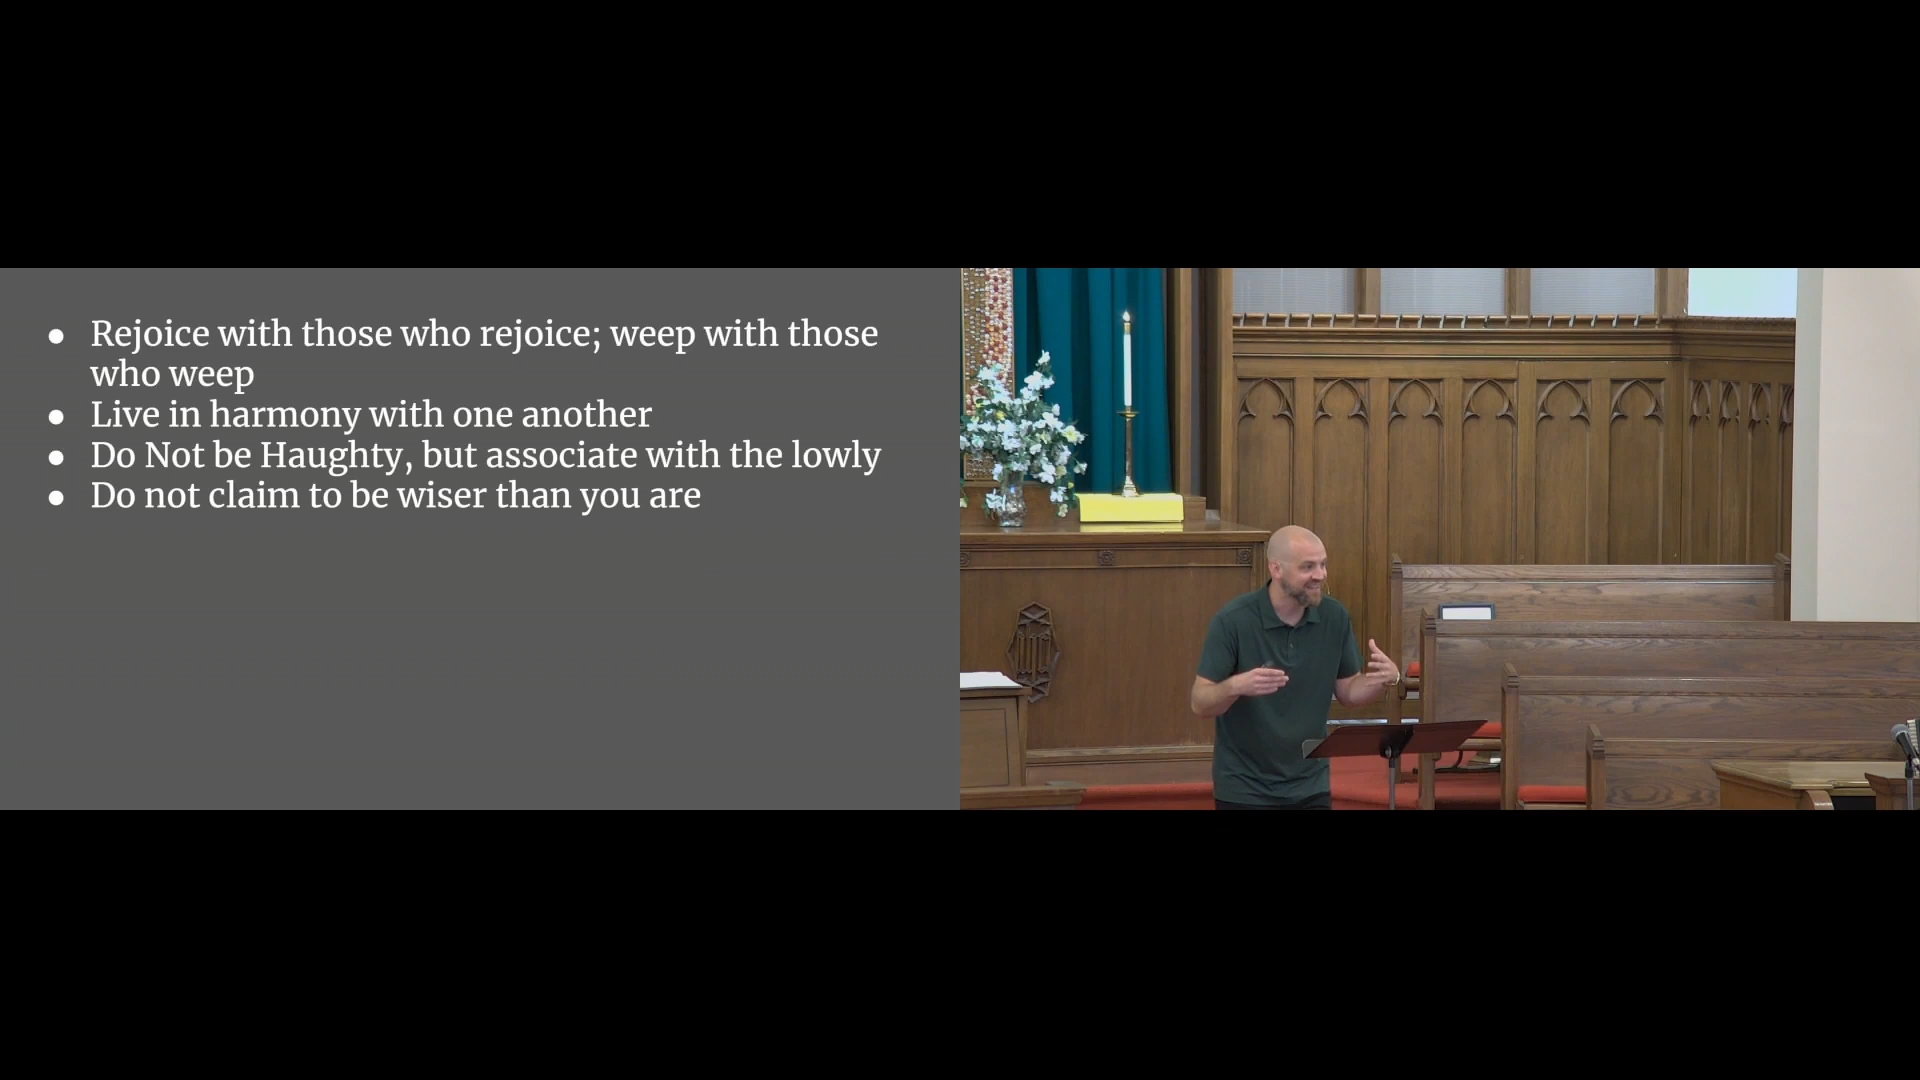 ● Rejoice with those who rejoice; weep with those
who weep
● Live in harmony with one another
● Do Not be Haughty, but associate with the lowly
● Do not claim to be wiser than you are